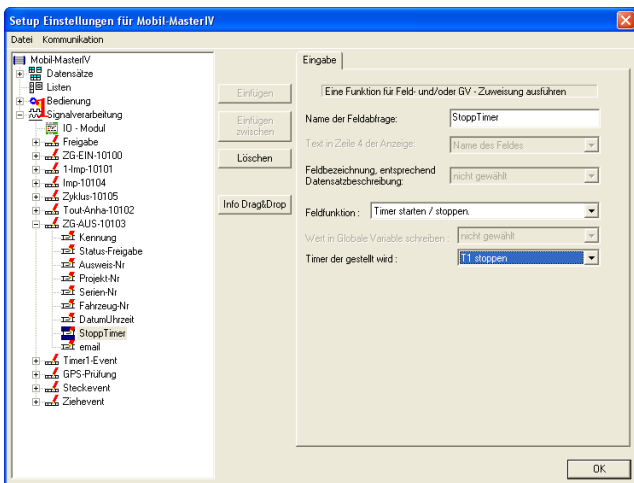 Setup Einstellungen für Mobil-MasterIV
Datei Kommunikation
Mobil-MasterIV
Datensätze
Listen
Bedienung
1
Signalverarbeitung
IO - Modul
Freigabe
ZG-EIN-10100
1-Imp-10101
Imp-10104
Zyklus-10105
Tout-Anha-10102
ZG-AUS-10103
Kennung
Status-Freigabe
Ausweis-Nr
Projekt-Nr
Serien-Nr
Fahrzeug-Nr
DatumUhrzeit
StoppTimer
email
Timer1-Event
GPS-Prüfung
Steckevent
Ziehevent
Einfügen
Einfügen
zwischen
Löschen
Info Drag&Drop
Eingabe
Eine Funktion für Feld- und/oder GV - Zuweisung ausführen
Name der Feldabfrage: StoppTimer
Text in Zeile 4 der Anzeige: Name des Feldes
Feldbezeichnung, entsprechend
Datensatzbeschreibung: nicht gewählt
Feldfunktion : Timer starten / stoppen.
Wert in Globale Variable schreiben : nicht gewählt
Timer der gestellt wird : T1 stoppen
OK